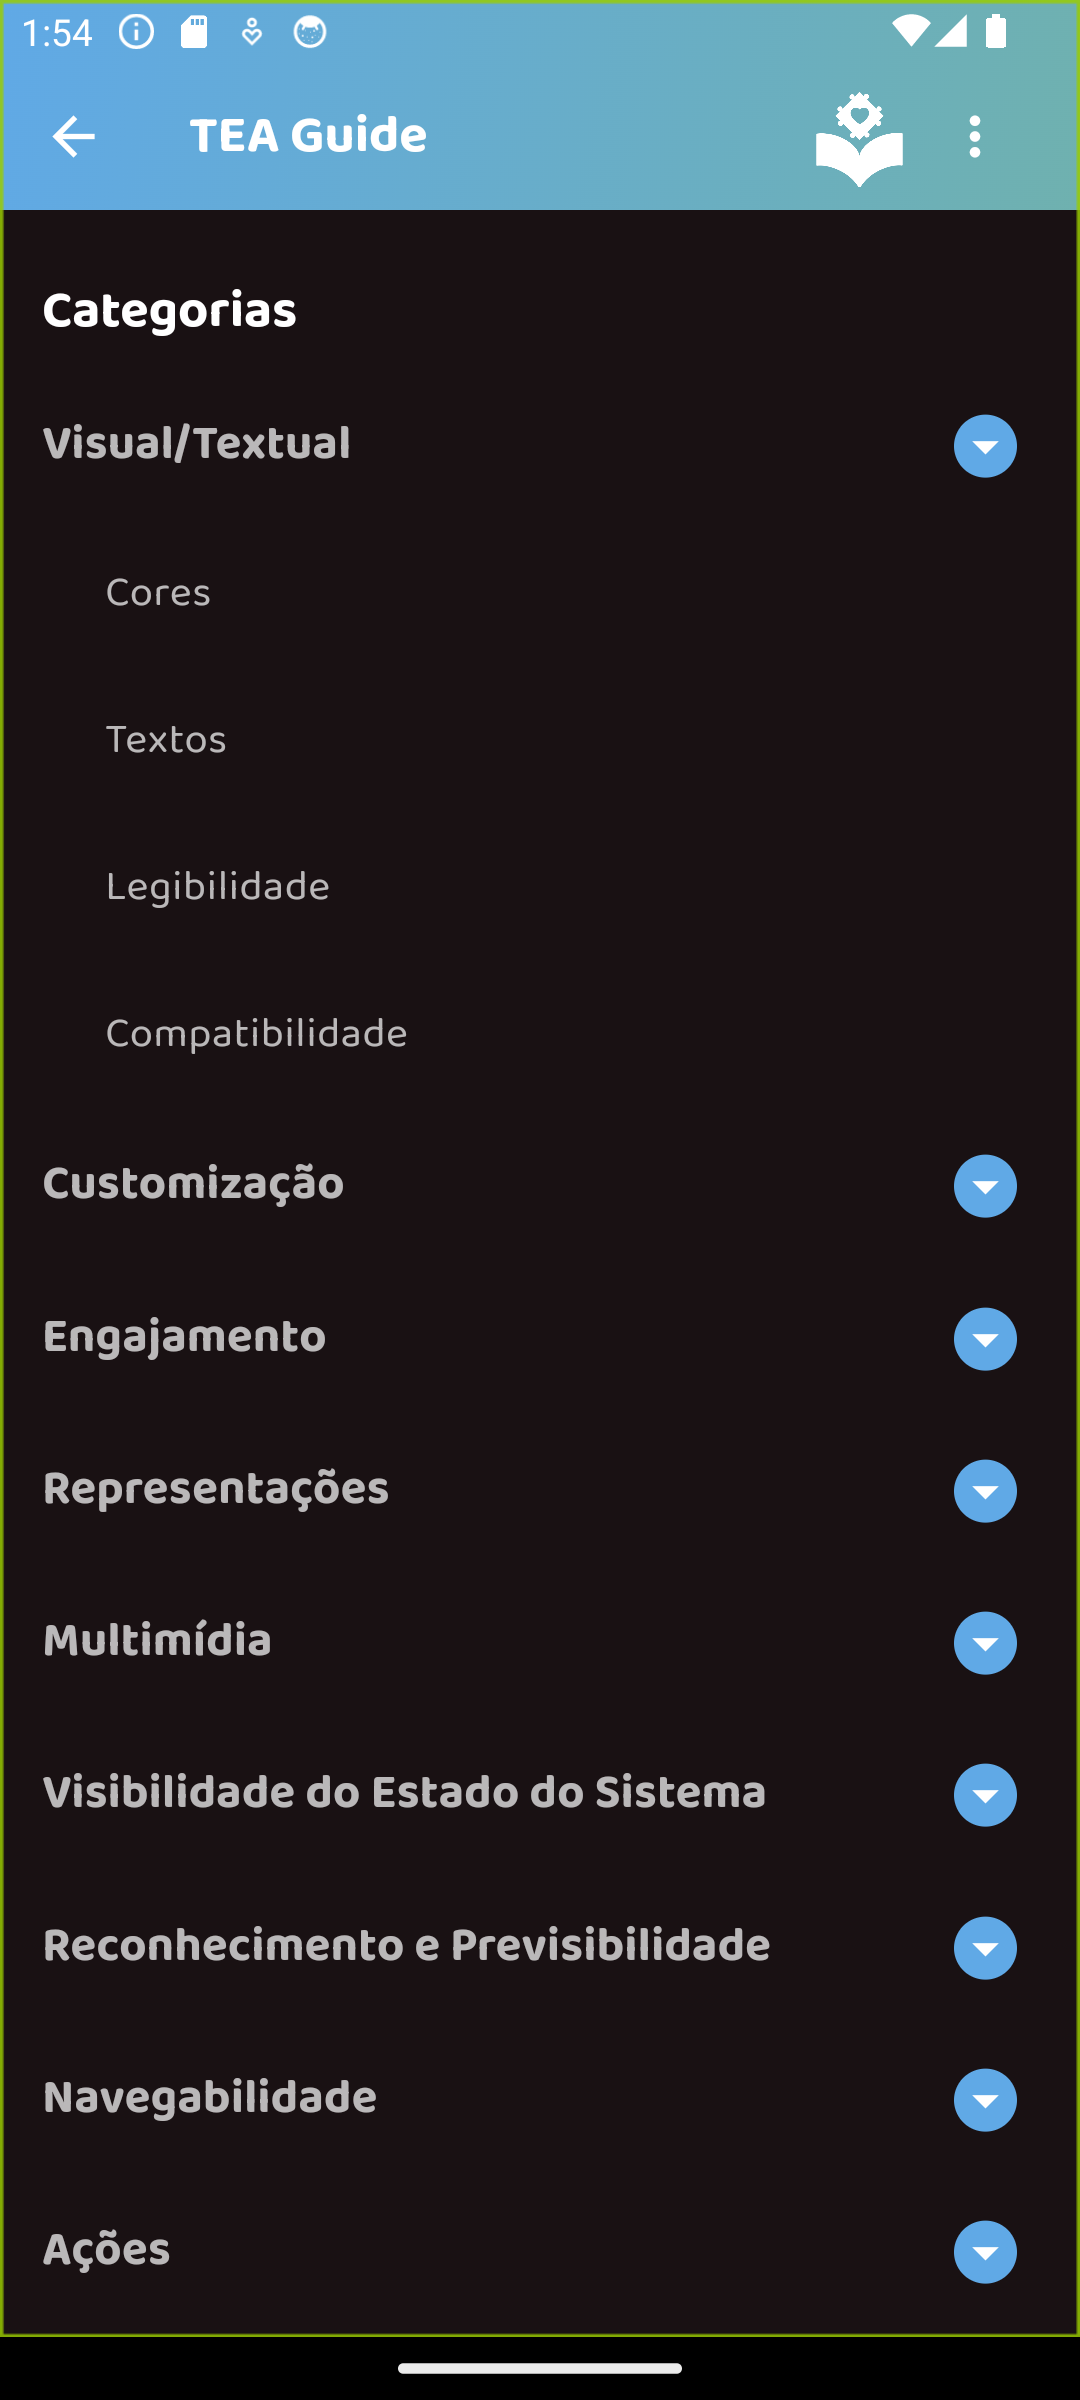 1:54
TEA Guide
Categorias
Visual/Textual
Cores
Textos
Legibilidade
Compatibilidade
Customização
Engajamento
Representações
Multimídia
Visibilidade do Estado do Sistema
Reconhecimento e Previsibilidade
Navegabilidade
Ações